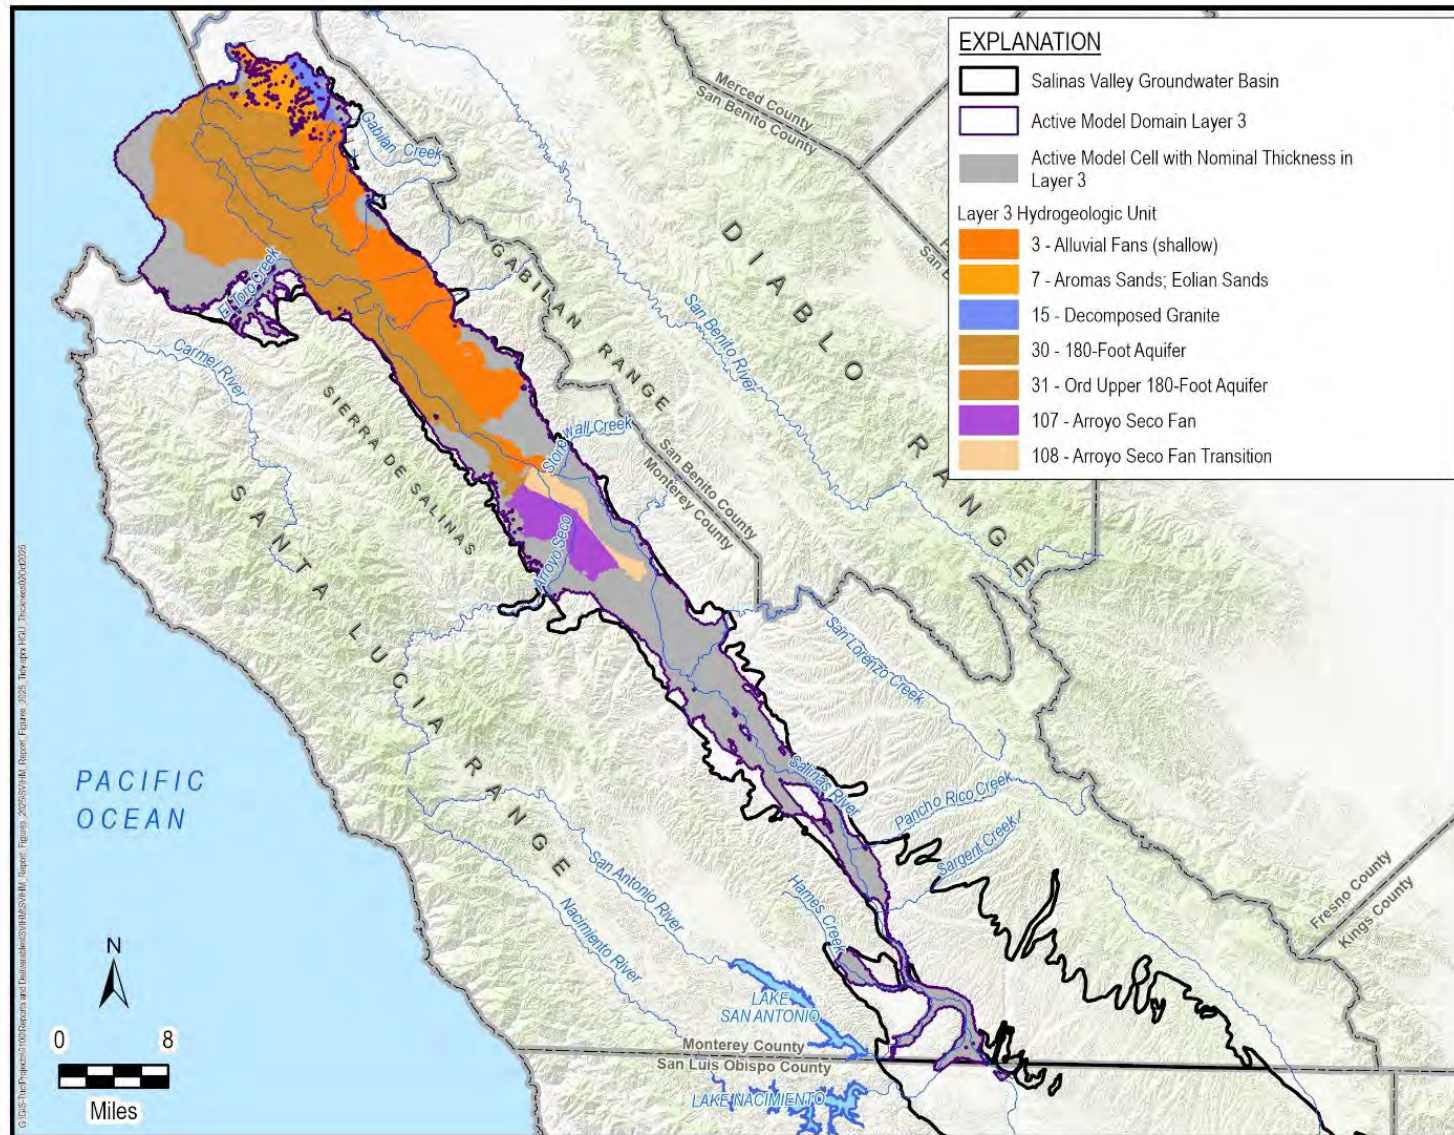 EXPLANATION
Salinas Valley Groundwater Basin
Active Model Domain Layer 3
Active Model Cell with Nominal Thickness in
Layer 3
Layer 3 Hydrogeologic Unit
3 - Alluvial Fans (shallow)
7 - Aromas Sands; Eolian Sands
15 - Decomposed Granite
30 - 180-Foot Aquifer
31 - Ord Upper 180-Foot Aquifer
107 - Arroyo Seco Fan
108 - Arroyo Seco Fan Transition
Merced County
San Benito County
Gabilan Creek
DIABLO RANGE
GABILAN RANGE
San Benito River
El Toro Creek
Carmel River
SIERRA DE SALINAS
Stonewall Creek
San Benito County
Monterey County
SANTA LUCIA RANGE
Arroyo Seco
San Lorenzo Creek
PACIFIC
OCEAN
Salinas River
Pancho Rico Creek
Sargent Creek
San Antonio River
Nacimiento River
Hames Creek
Fresno County
Kings County
N
LAKE
SAN ANTONIO
0 8
Miles
Monterey County
San Luis Obispo County
LAKE NACIMIENTO